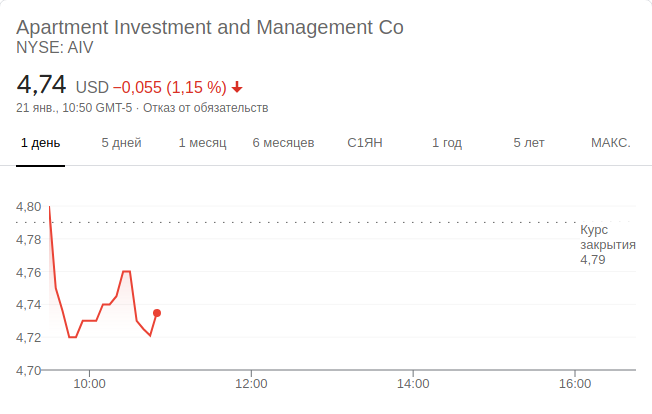 Apartment Investment and Management Co
NYSE: AIV
4,74 USD −0,055 (1,15 %)
21 янв., 10:50 GMT-5 · Отказ от обязательств
1 день 5 дней 1 месяц 6 месяцев С1ЯН 1 год 5 лет МАКС.
4,80
Курс
закрытия
4,79
4,78
4,76
4,74
4,72
4,70
10:00 12:00 14:00 16:00